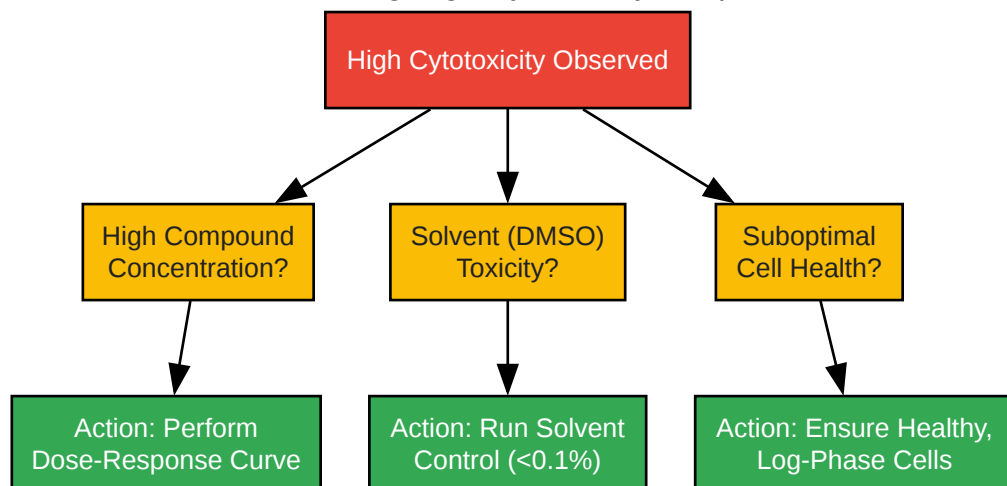 High Cytotoxicity Observed
High Compound
Concentration?
Solvent (DMSO)
Toxicity?
Suboptimal
Cell Health?
Action: Perform
Dose-Response Curve
Action: Run Solvent
Control (<0.1%)
Action: Ensure Healthy,
Log-Phase Cells